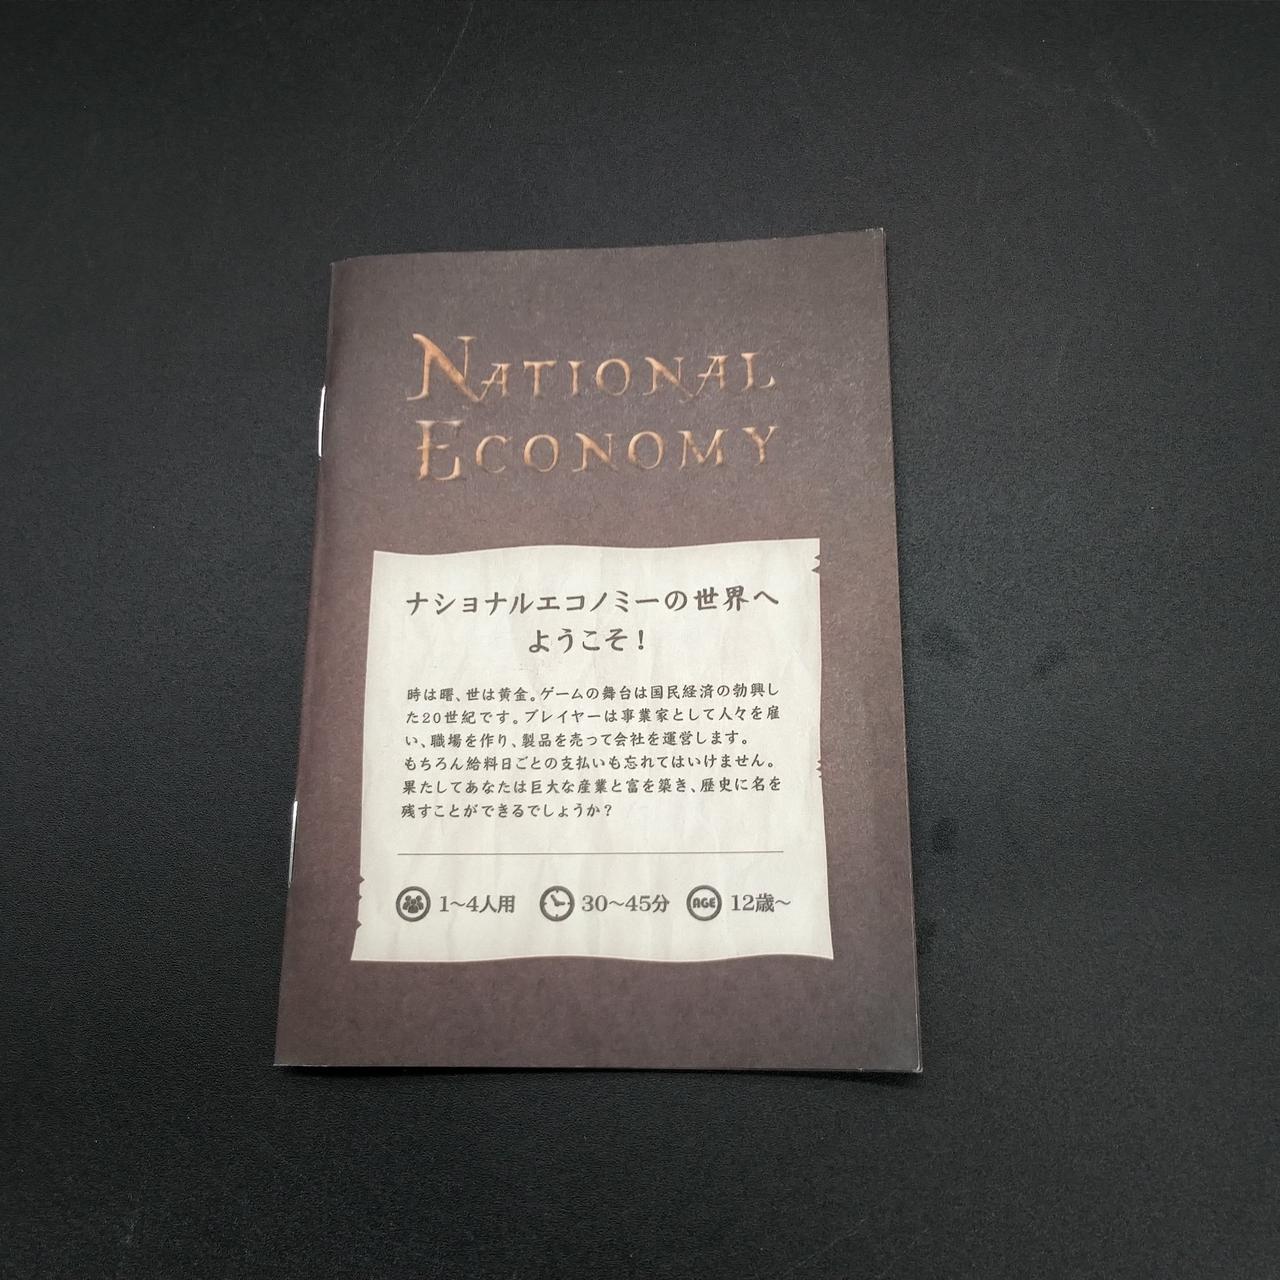 NATIONAL
ECONOMY
ナショナルエコノミーの世界へ
ようこそ！
時は曙、世は黄金。ゲームの舞台は国民経済の勃興し
た20世紀です。プレイヤーは事業家として人々を雇
い、職場を作り、製品を売って会社を運営します。
もちろん給料日ごとの支払いも忘れてはいけません。
果たしてあなたは巨大な産業と富を築き、歴史に名を
残すことができるでしょうか？
1〜4人用 30〜45分 AGE 12歳〜